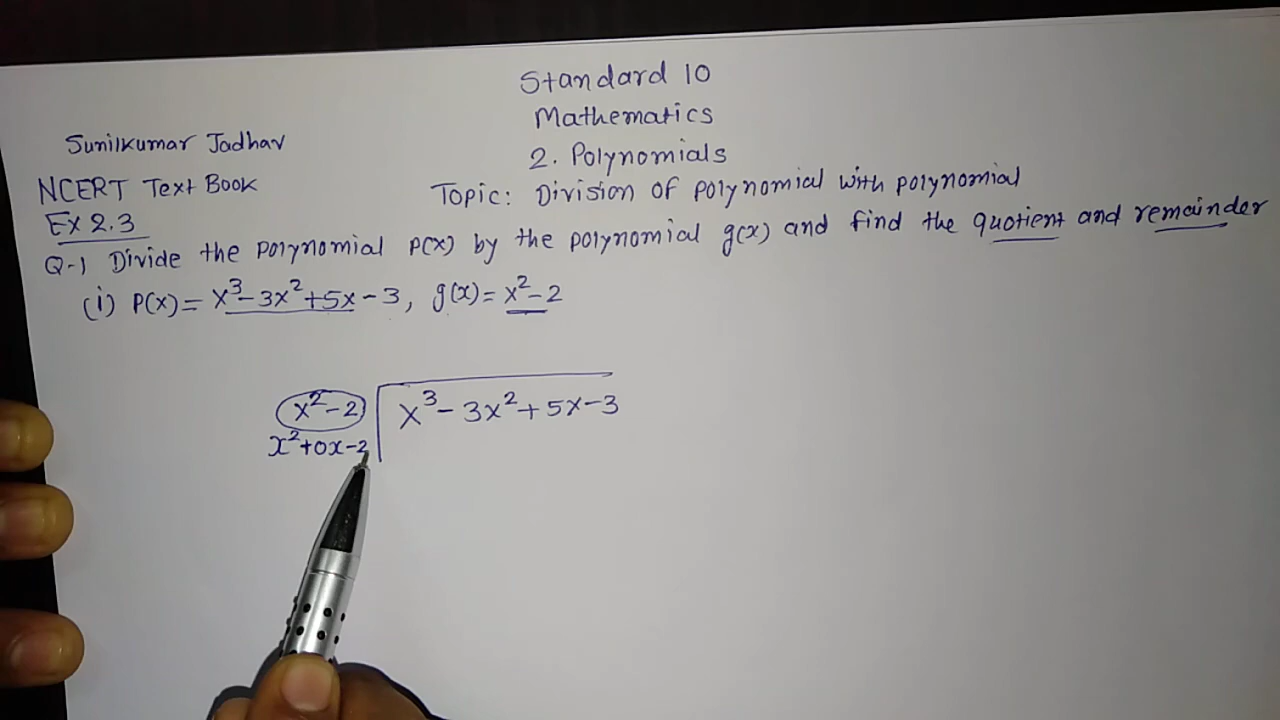 Standard 10
Mathematics
Sunilkumar Jadhav
2. Polynomials
NCERT Text Book
Topic: Division of polynomial with polynomial
Ex 2.3
Q-1 Divide the polynomial P(x) by the polynomial g(x) and find the quotient and remainder
(i) P(x) = x³-3x²+5x-3, g(x) = x²-2
x²-2 x³-3x²+5x-3
x²+0x-2